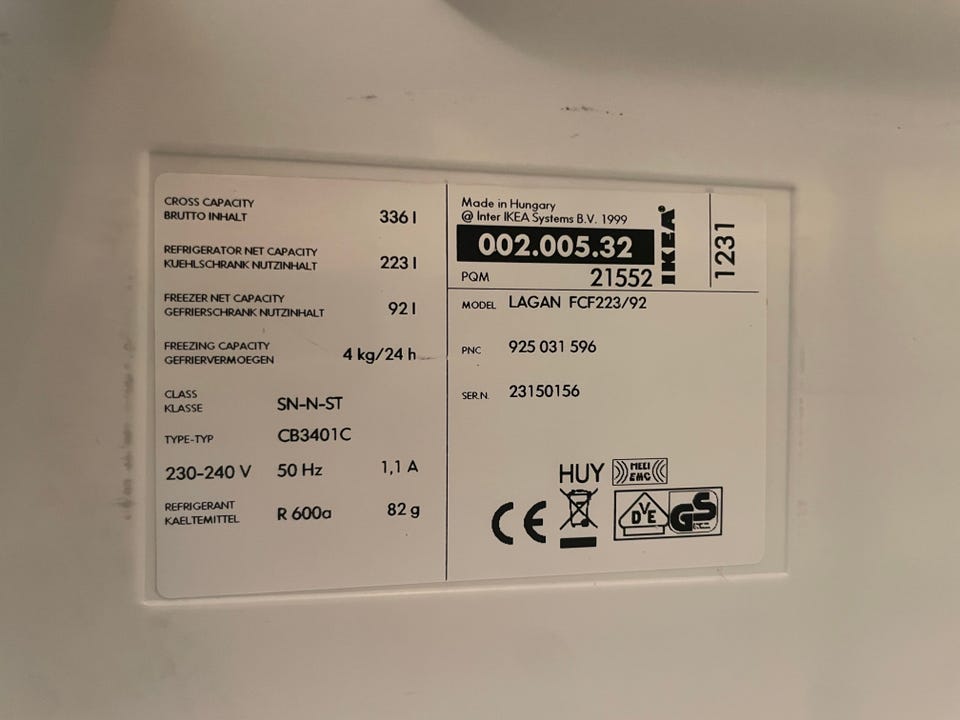 CROSS CAPACITY
BRUTTO INHALT 336 l
REFRIGERATOR NET CAPACITY
KUEHLSCHRANK NUTZINHALT 223 l
FREEZER NET CAPACITY
GEFRIERSCHRANK NUTZINHALT 92 l
FREEZING CAPACITY
GEFRIERVERMOEGEN 4 kg/24 h
CLASS
KLASSE SN-N-ST
TYPE-TYP CB3401C
230-240 V 50 Hz 1,1 A
REFRIGERANT
KAELTEMITTEL R 600a 82 g
Made in Hungary
@ Inter IKEA Systems B.V. 1999
002.005.32
PQM 21552
IKEA®
1231
MODEL LAGAN FCF223/92
PNC 925 031 596
SER.N. 23150156
HUY MEEI EMC
CE DVE GS